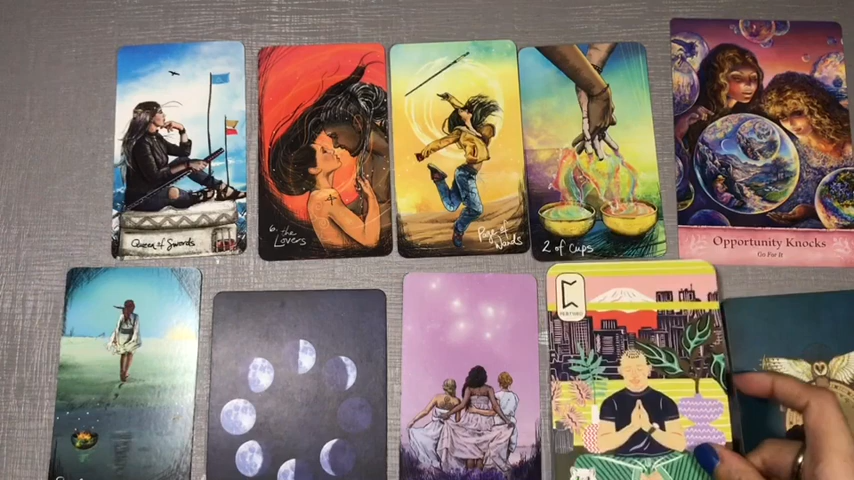 Queen of Swords
6. the
Lovers
Page of
Wands
2 of Cups
Opportunity Knocks
Go For It